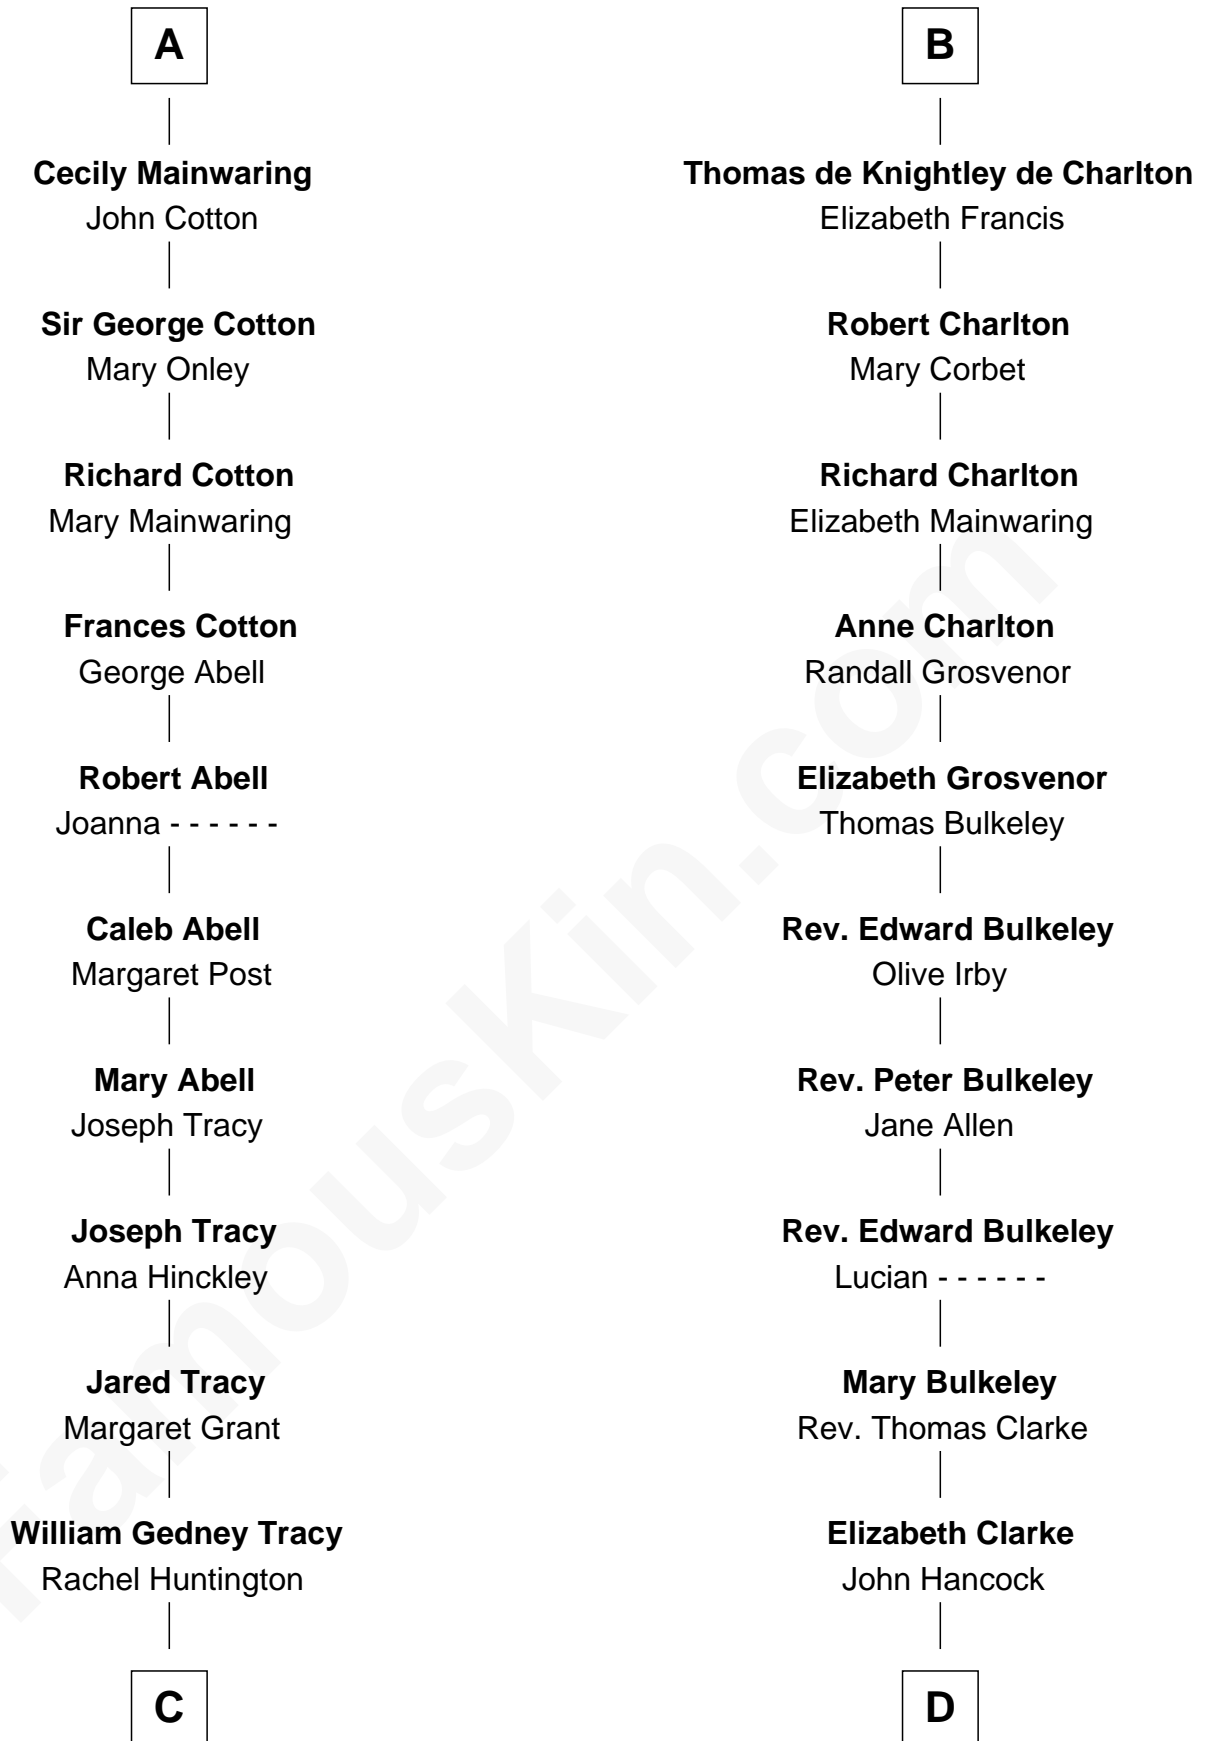 A
Cecily Mainwaring
John Cotton
Sir George Cotton
Mary Onley
Richard Cotton
Mary Mainwaring
Frances Cotton
George Abell
Robert Abell
Joanna - - - - - -
Caleb Abell
Margaret Post
Mary Abell
Joseph Tracy
Joseph Tracy
Anna Hinckley
Jared Tracy
Margaret Grant
William Gedney Tracy
Rachel Huntington
C
B
Thomas de Knightley de Charlton
Elizabeth Francis
Robert Charlton
Mary Corbet
Richard Charlton
Elizabeth Mainwaring
Anne Charlton
Randall Grosvenor
Elizabeth Grosvenor
Thomas Bulkeley
Rev. Edward Bulkeley
Olive Irby
Rev. Peter Bulkeley
Jane Allen
Rev. Edward Bulkeley
Lucian - - - - - -
Mary Bulkeley
Rev. Thomas Clarke
Elizabeth Clarke
John Hancock
D
FamousKin.com